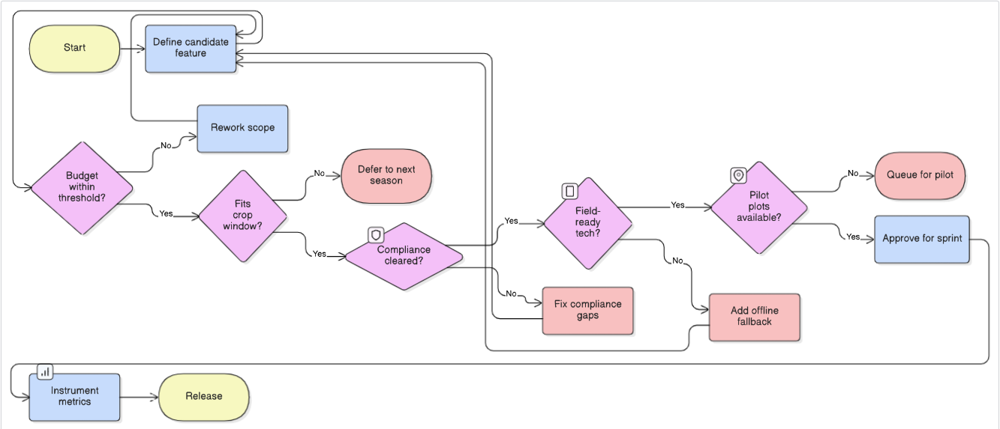 Start
Define candidate
feature
Rework scope
No
Budget
within
threshold?
Yes
Fits
crop
window?
No
Defer to next
season
Yes
Compliance
cleared?
Yes
No
Fix compliance
gaps
Field-
ready
tech?
Yes
No
Add offline
fallback
Pilot
plots
available?
No
Queue for pilot
Yes
Approve for sprint
Instrument
metrics
Release